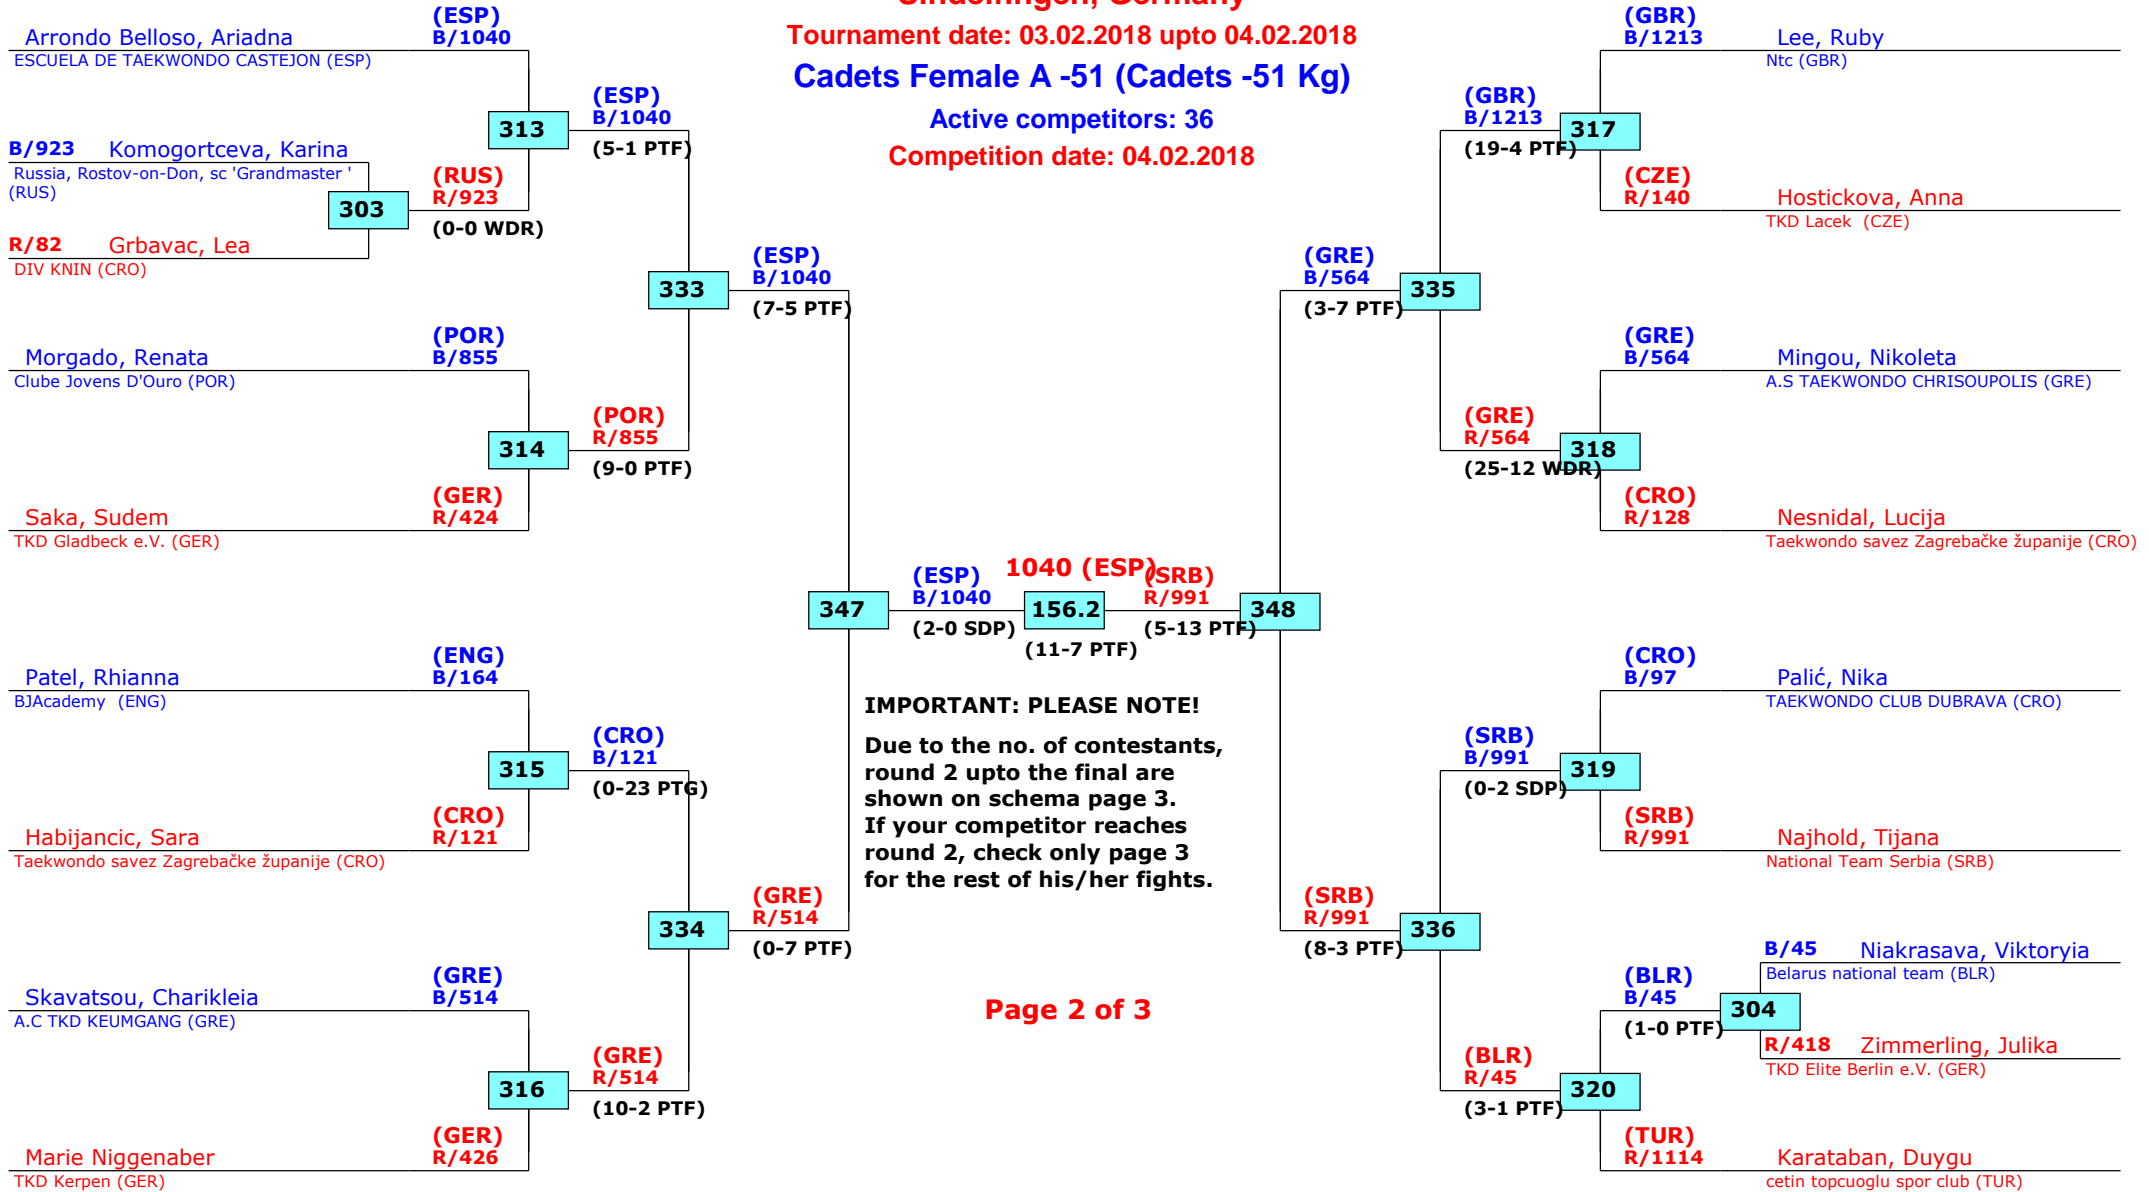 Sindelfingen, Germany
Tournament date: 03.02.2018 upto 04.02.2018
Cadets Female A -51 (Cadets -51 Kg)
Active competitors: 36
Competition date: 04.02.2018
Arrondo Belloso, Ariadna
(ESP)
B/1040
ESCUELA DE TAEKWONDO CASTEJON (ESP)
313
(ESP)
B/1040
(5-1 PTF)
B/923 Komogortceva, Karina
Russia, Rostov-on-Don, sc 'Grandmaster '
(RUS)
303
(RUS)
R/923
(0-0 WDR)
R/82 Grbavac, Lea
DIV KNIN (CRO)
333
(ESP)
B/1040
(7-5 PTF)
Morgado, Renata
(POR)
B/855
Clube Jovens D'Ouro (POR)
314
(POR)
R/855
(9-0 PTF)
Saka, Sudem
(GER)
R/424
TKD Gladbeck e.V. (GER)
347
(ESP)
B/1040
(2-0 SDP)
1040 (ESP)
156.2
(11-7 PTF)
(SRB)
R/991
(5-13 PTF)
348
Patel, Rhianna
(ENG)
B/164
BJAcademy (ENG)
315
(CRO)
B/121
(0-23 PTG)
Habijancic, Sara
(CRO)
R/121
Taekwondo savez Zagrebačke županije (CRO)
334
(GRE)
R/514
(0-7 PTF)
Skavatsou, Charikleia
(GRE)
B/514
A.C TKD KEUMGANG (GRE)
316
(GRE)
R/514
(10-2 PTF)
Marie Niggenaber
(GER)
R/426
TKD Kerpen (GER)
IMPORTANT: PLEASE NOTE!
Due to the no. of contestants,
round 2 upto the final are
shown on schema page 3.
If your competitor reaches
round 2, check only page 3
for the rest of his/her fights.
Page 2 of 3
(GBR)
B/1213
Lee, Ruby
Ntc (GBR)
(GBR)
B/1213
(19-4 PTF)
317
(CZE)
R/140
Hostickova, Anna
TKD Lacek (CZE)
(GRE)
B/564
(3-7 PTF)
335
(GRE)
B/564
Mingou, Nikoleta
A.S TAEKWONDO CHRISOUPOLIS (GRE)
(GRE)
R/564
(25-12 WDR)
318
(CRO)
R/128
Nesnidal, Lucija
Taekwondo savez Zagrebačke županije (CRO)
(CRO)
B/97
Palić, Nika
TAEKWONDO CLUB DUBRAVA (CRO)
(SRB)
B/991
(0-2 SDP)
319
(SRB)
R/991
Najhold, Tijana
National Team Serbia (SRB)
(SRB)
R/991
(8-3 PTF)
336
B/45 Niakrasava, Viktoryia
Belarus national team (BLR)
(BLR)
B/45
(1-0 PTF)
304
R/418 Zimmerling, Julika
TKD Elite Berlin e.V. (GER)
(BLR)
R/45
(3-1 PTF)
320
(TUR)
R/1114
Karataban, Duygu
cetin topcuoglu spor club (TUR)